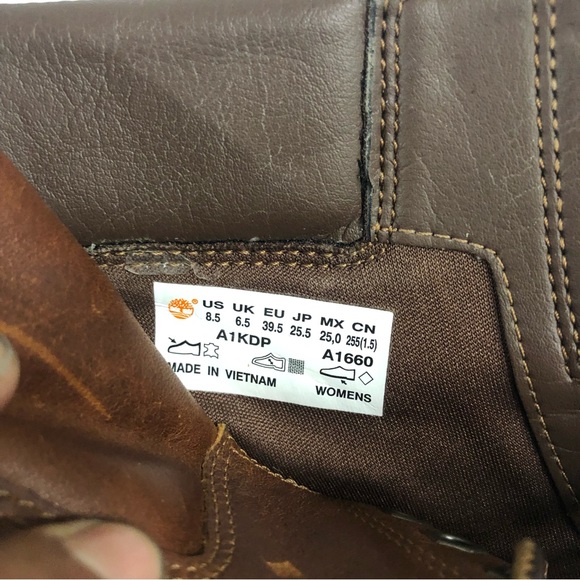 US UK EU JP MX CN
8.5 6.5 39.5 25.5 25,0 255(1.5)
A1KDP A1660
MADE IN VIETNAM WOMENS